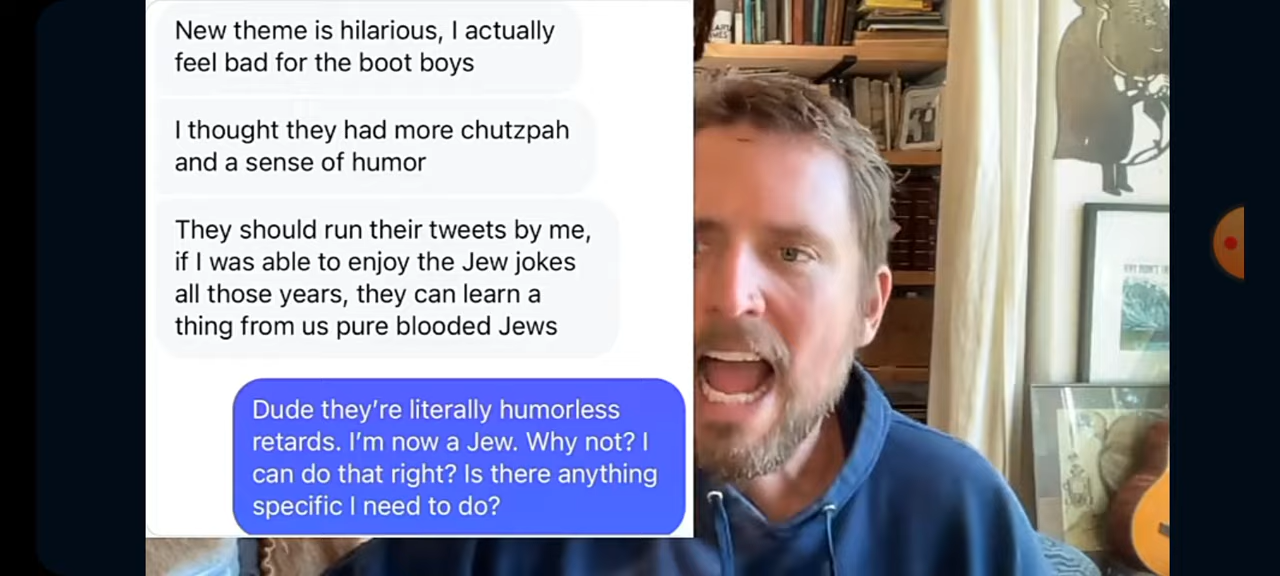 New theme is hilarious, I actually
feel bad for the boot boys
I thought they had more chutzpah
and a sense of humor
They should run their tweets by me,
if I was able to enjoy the Jew jokes
all those years, they can learn a
thing from us pure blooded Jews
Dude they’re literally humorless
retards. I’m now a Jew. Why not? I
can do that right? Is there anything
specific I need to do?